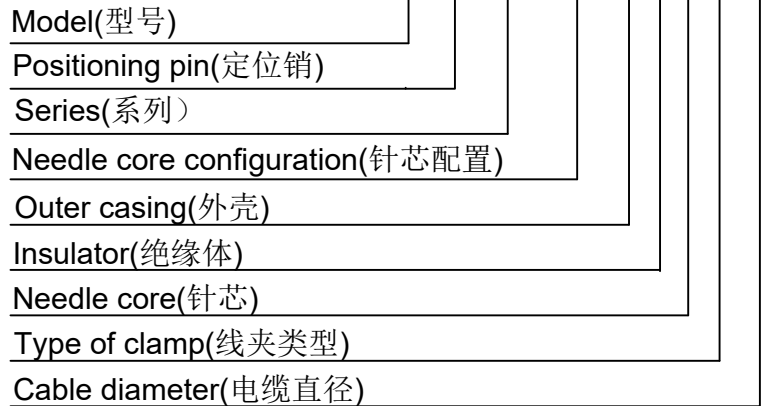 Model(型号)
Positioning pin(定位销)
Series(系列）
Needle core configuration(针芯配置)
Outer casing(外壳)
Insulator(绝缘体)
Needle core(针芯)
Type of clamp(线夹类型)
Cable diameter(电缆直径)